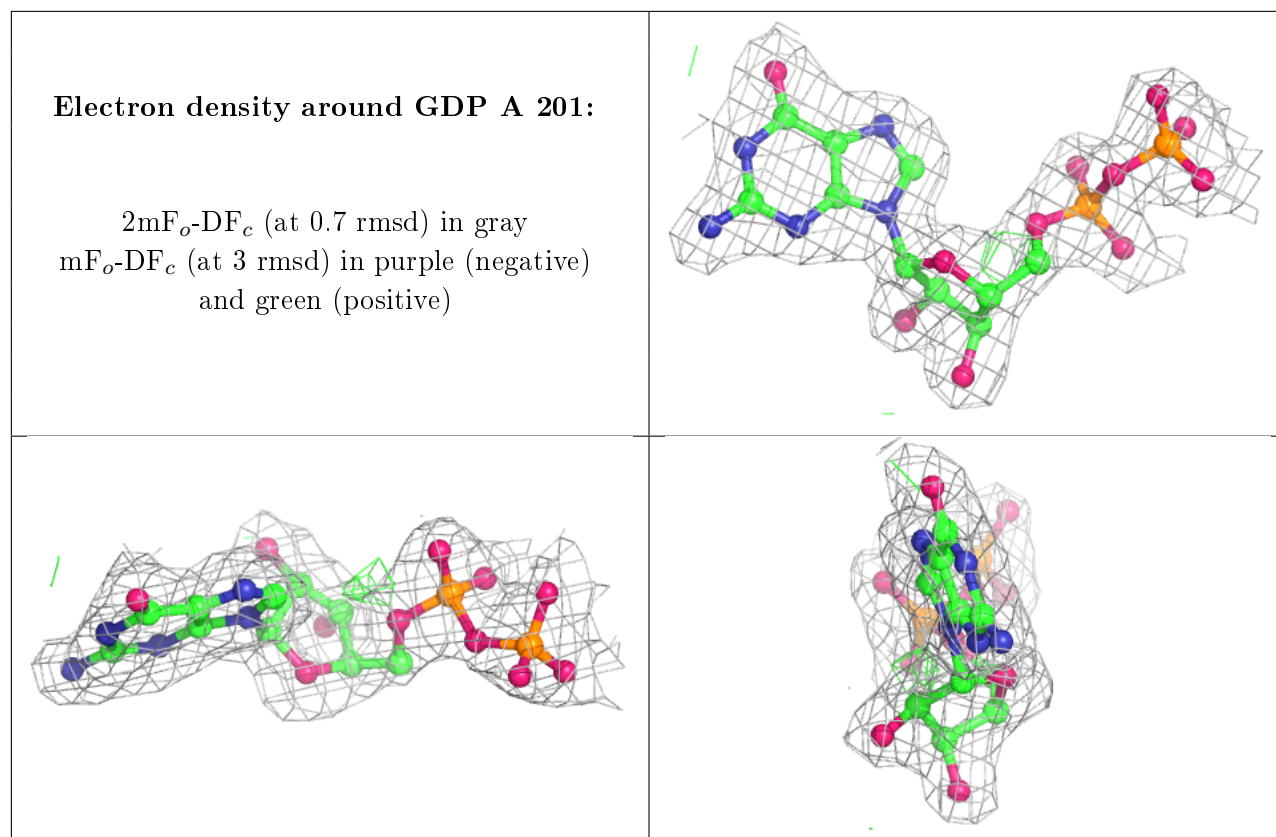 Electron density around GDP A 201:
2mFₒ-DF𝑐 (at 0.7 rmsd) in gray
mFₒ-DF𝑐 (at 3 rmsd) in purple (negative)
and green (positive)